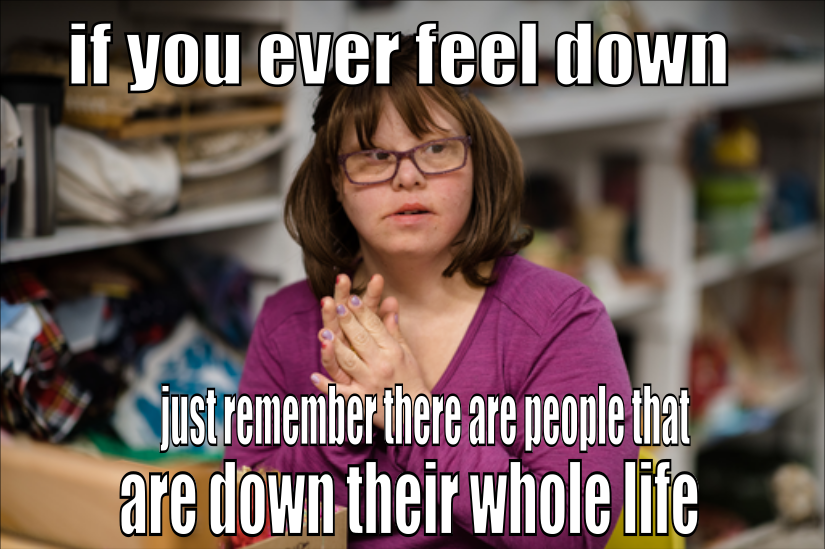 if you ever feel down
just remember there are people that
are down their whole life